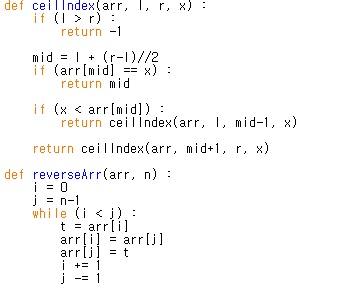 def ceilIndex(arr, l, r, x) :
    if (l > r) :
        return -1

    mid = l + (r-l)//2
    if (arr[mid] == x) :
        return mid

    if (x < arr[mid]) :
        return ceilIndex(arr, l, mid-1, x)

    return ceilIndex(arr, mid+1, r, x)

def reverseArr(arr, n) :
    i = 0
    j = n-1
    while (i < j) :
        t = arr[i]
        arr[i] = arr[j]
        arr[j] = t
        i += 1
        j -= 1